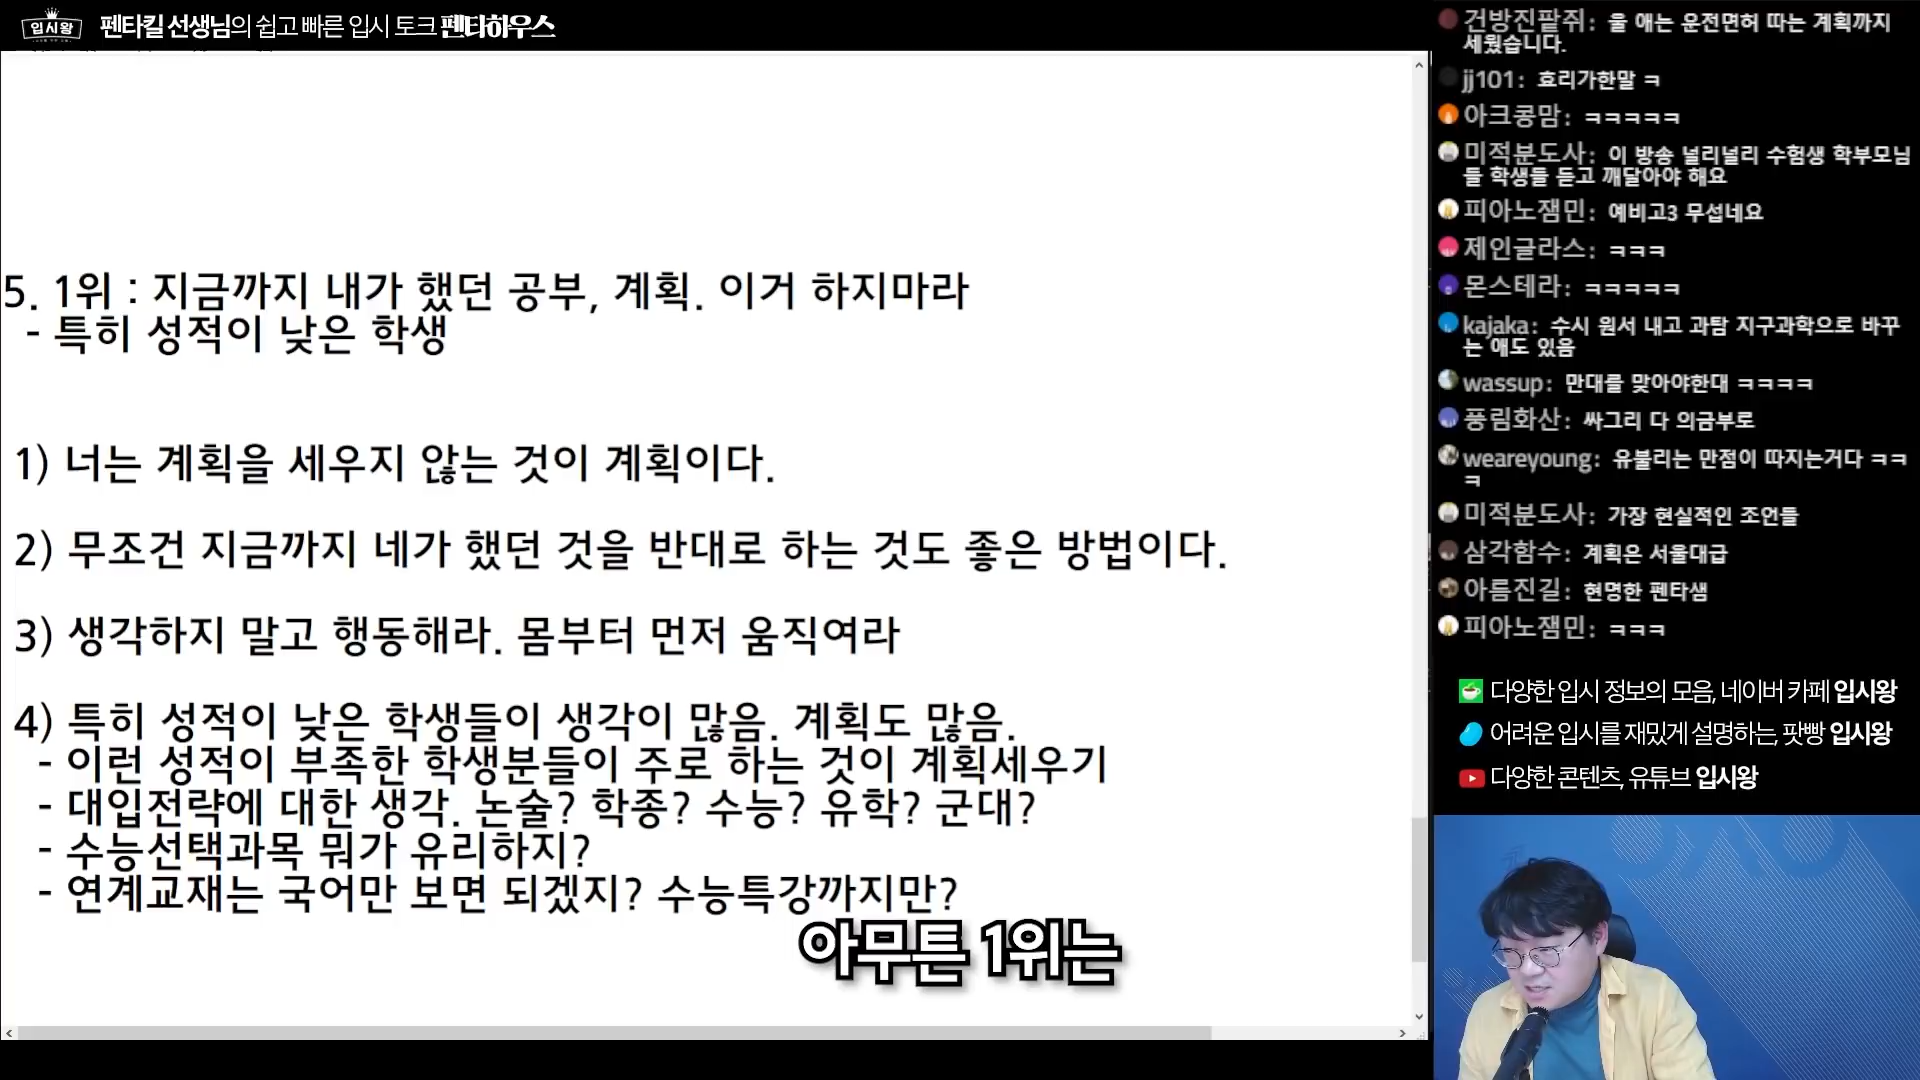 입시왕
펜타킬 선생님의 쉽고 빠른 입시 토크 펜타하우스
5. 1위 : 지금까지 내가 했던 공부, 계획. 이거 하지마라
- 특히 성적이 낮은 학생
1) 너는 계획을 세우지 않는 것이 계획이다.
2) 무조건 지금까지 네가 했던 것을 반대로 하는 것도 좋은 방법이다.
3) 생각하지 말고 행동해라. 몸부터 먼저 움직여라
4) 특히 성적이 낮은 학생들이 생각이 많음. 계획도 많음.
- 이런 성적이 부족한 학생분들이 주로 하는 것이 계획세우기
- 대입전략에 대한 생각. 논술? 학종? 수능? 유학? 군대?
- 수능선택과목 뭐가 유리하지?
- 연계교재는 국어만 보면 되겠지? 수능특강까지만?
아무튼 1위는
건방진팥쥐: 울 애는 운전면허 따는 계획까지
세웠습니다.
jj101: 효리가한말 ㅋ
아크콩맘: ㅋㅋㅋㅋㅋ
미적분도사: 이 방송 널리널리 수험생 학부모님
들 학생들 듣고 깨달아야 해요
피아노잼민: 예비고3 무섭네요
제인글라스: ㅋㅋㅋ
몬스테라: ㅋㅋㅋㅋㅋ
kajaka: 수시 원서 내고 과탐 지구과학으로 바꾸
는 애도 있음
wassup: 만대를 맞아야한대 ㅋㅋㅋㅋ
풍림화산: 싸그리 다 의금부로
weareyoung: 유불리는 만점이 따지는거다 ㅋㅋ
ㅋ
미적분도사: 가장 현실적인 조언들
삼각함수: 계획은 서울대급
아름진길: 현명한 펜타샘
피아노잼민: ㅋㅋㅋ
다양한 입시 정보의 모음, 네이버 카페 입시왕
어려운 입시를 재밌게 설명하는, 팟빵 입시왕
다양한 콘텐츠, 유튜브 입시왕